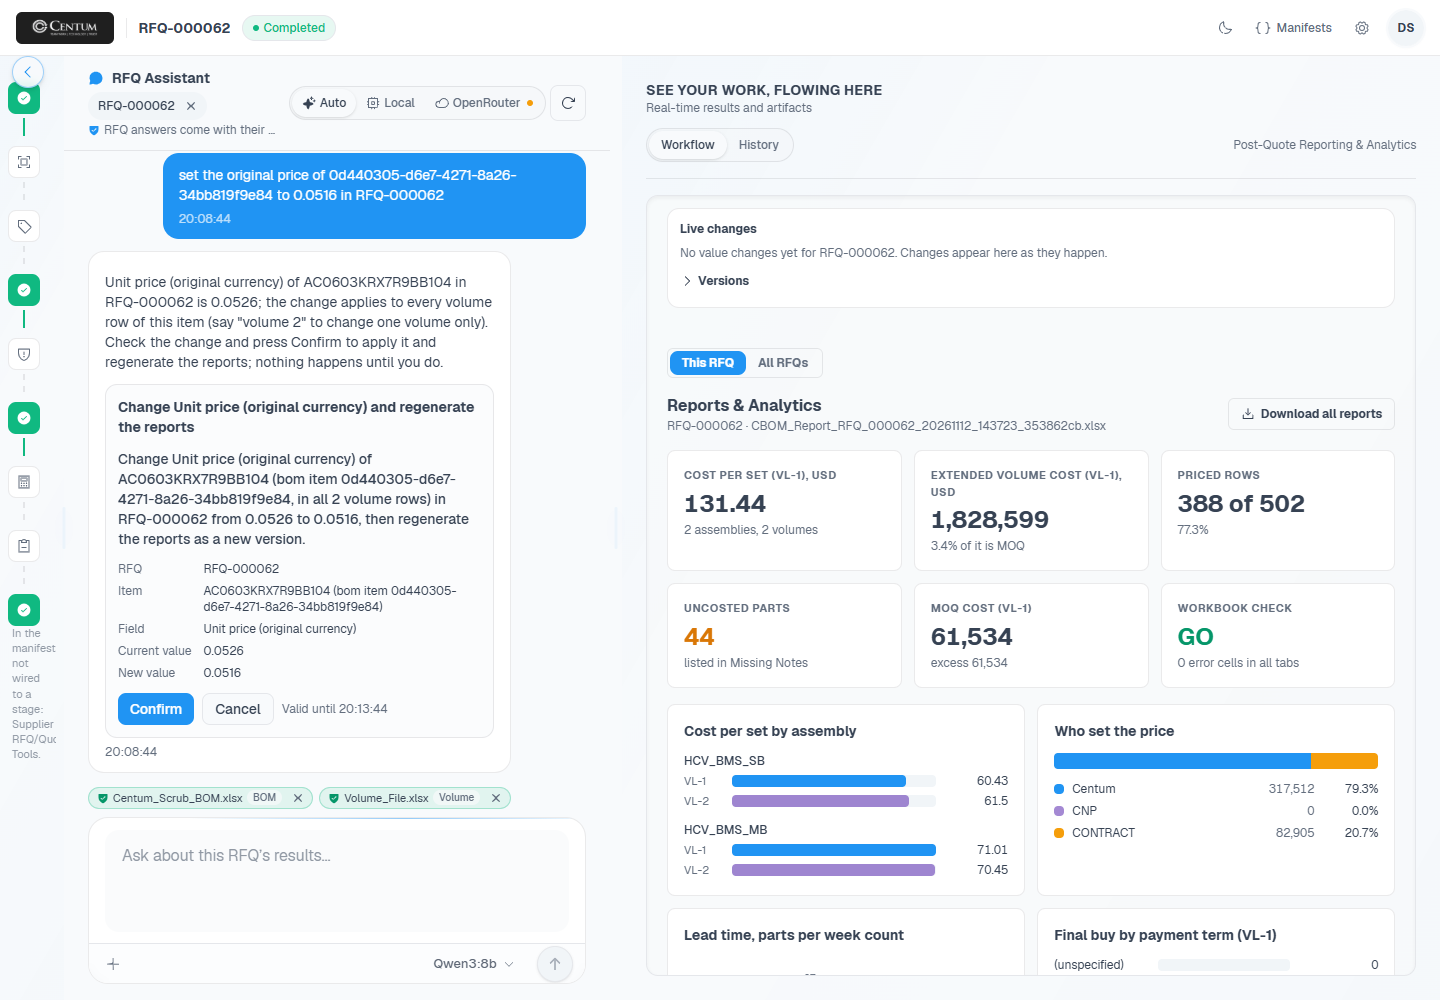 CENTUM
RFQ-000062
Completed
Manifests
DS
RFQ Assistant
RFQ-000062
Auto
Local
OpenRouter
RFQ answers come with their ...
set the original price of 0d440305-d6e7-4271-8a26-
34bb819f9e84 to 0.0516 in RFQ-000062
20:08:44
Unit price (original currency) of AC0603KRX7R9BB104 in
RFQ-000062 is 0.0526; the change applies to every volume
row of this item (say "volume 2" to change one volume only).
Check the change and press Confirm to apply it and
regenerate the reports; nothing happens until you do.
Change Unit price (original currency) and regenerate
the reports
Change Unit price (original currency) of
AC0603KRX7R9BB104 (bom item 0d440305-d6e7-
4271-8a26-34bb819f9e84, in all 2 volume rows) in
RFQ-000062 from 0.0526 to 0.0516, then regenerate
the reports as a new version.
RFQ RFQ-000062
Item AC0603KRX7R9BB104 (bom item 0d440305-
d6e7-4271-8a26-34bb819f9e84)
Field Unit price (original currency)
Current value 0.0526
New value 0.0516
Confirm Cancel Valid until 20:13:44
20:08:44
Centum_Scrub_BOM.xlsx BOM
Volume_File.xlsx Volume
Ask about this RFQ's results...
Qwen3:8b
In the
manifest
not
wired
to a
stage:
Supplier
RFQ/Quo
Tools.
SEE YOUR WORK, FLOWING HERE
Real-time results and artifacts
Workflow History
Post-Quote Reporting & Analytics
Live changes
No value changes yet for RFQ-000062. Changes appear here as they happen.
Versions
This RFQ All RFQs
Reports & Analytics
RFQ-000062 · CBOM_Report_RFQ_000062_20261112_143723_353862cb.xlsx
Download all reports
COST PER SET (VL-1), USD
131.44
2 assemblies, 2 volumes
EXTENDED VOLUME COST (VL-1),
USD
1,828,599
3.4% of it is MOQ
PRICED ROWS
388 of 502
77.3%
UNCOSTED PARTS
44
listed in Missing Notes
MOQ COST (VL-1)
61,534
excess 61,534
WORKBOOK CHECK
GO
0 error cells in all tabs
Cost per set by assembly
HCV_BMS_SB
VL-1 60.43
VL-2 61.5
HCV_BMS_MB
VL-1 71.01
VL-2 70.45
Who set the price
Centum 317,512 79.3%
CNP 0 0.0%
CONTRACT 82,905 20.7%
Lead time, parts per week count
Final buy by payment term (VL-1)
(unspecified) 0